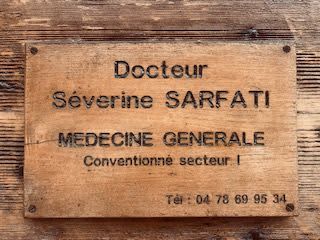 Docteur
Séverine SARFATI
MEDECINE GENERALE
Conventionné secteur I
Tél : 04 78 69 95 34